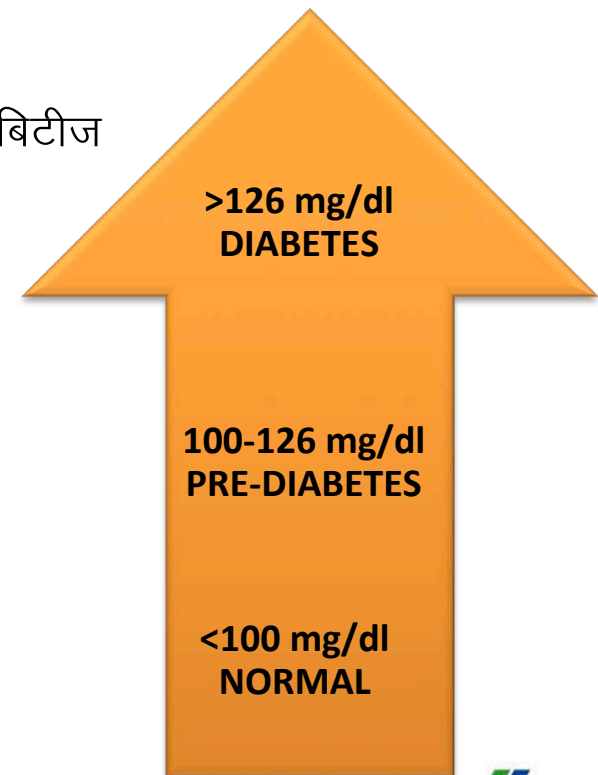 बिटीज
>126 mg/dl
DIABETES
100-126 mg/dl
PRE-DIABETES
<100 mg/dl
NORMAL